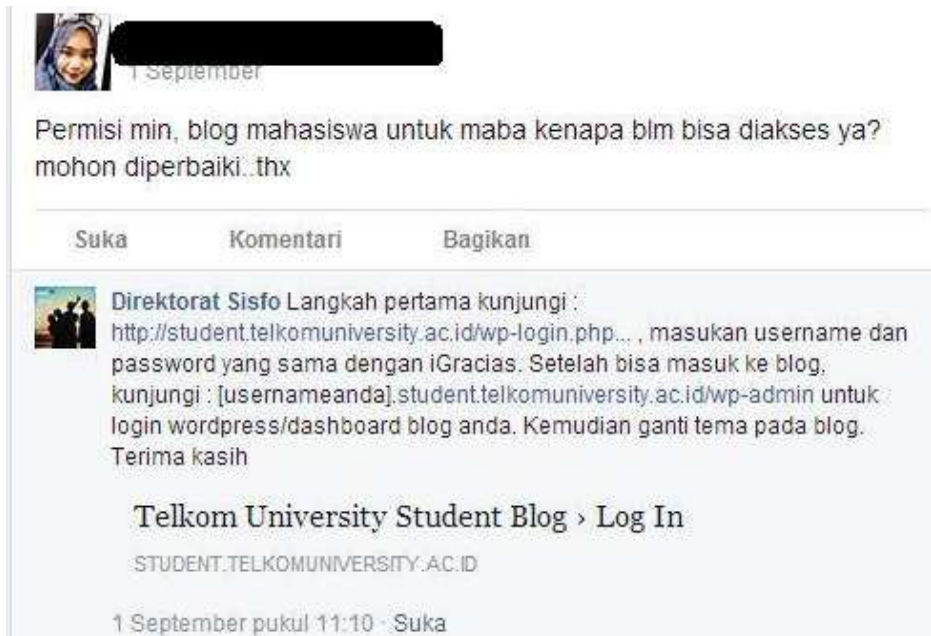 1 September
Permisi min, blog mahasiswa untuk maba kenapa blm bisa diakses ya?
mohon diperbaiki..thx
Suka Komentari Bagikan
Direktorat Sisfo Langkah pertama kunjungi :
http://student.telkomuniversity.ac.id/wp-login.php... , masukan username dan
password yang sama dengan iGracias. Setelah bisa masuk ke blog,
kunjungi : [usernameanda].student.telkomuniversity.ac.id/wp-admin untuk
login wordpress/dashboard blog anda. Kemudian ganti tema pada blog.
Terima kasih
Telkom University Student Blog › Log In
STUDENT.TELKOMUNIVERSITY.AC.ID
1 September pukul 11:10 · Suka